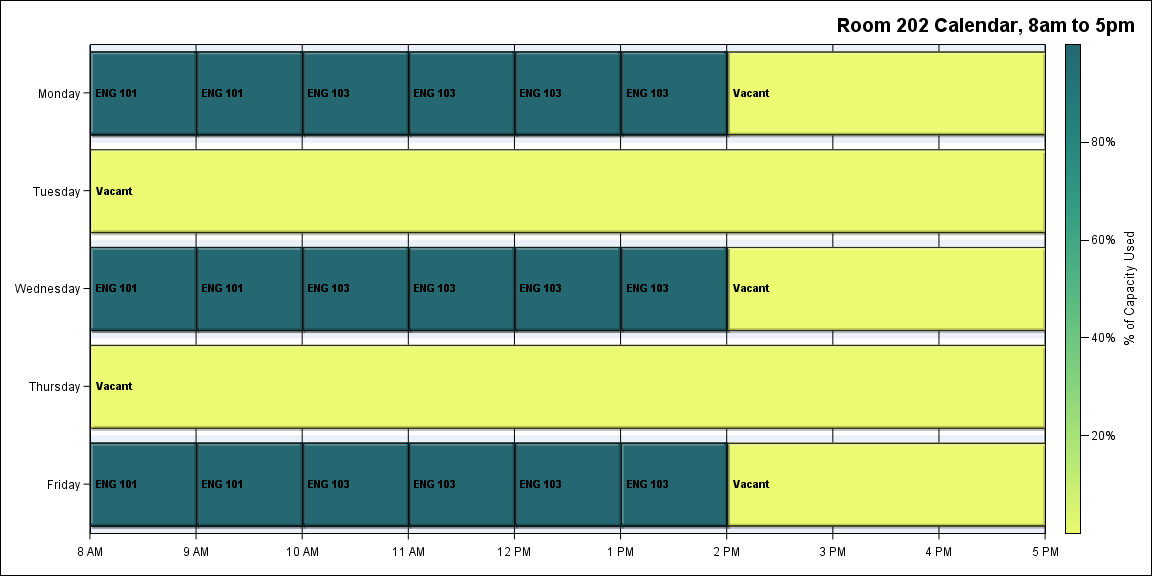 Room 202 Calendar, 8am to 5pm
Monday
ENG 101 ENG 101 ENG 103 ENG 103 ENG 103 ENG 103 Vacant
80%
Tuesday
Vacant
60%
Wednesday
ENG 101 ENG 101 ENG 103 ENG 103 ENG 103 ENG 103 Vacant
% of Capacity Used
40%
Thursday
Vacant
20%
Friday
ENG 101 ENG 101 ENG 103 ENG 103 ENG 103 ENG 103 Vacant
8 AM 9 AM 10 AM 11 AM 12 PM 1 PM 2 PM 3 PM 4 PM 5 PM